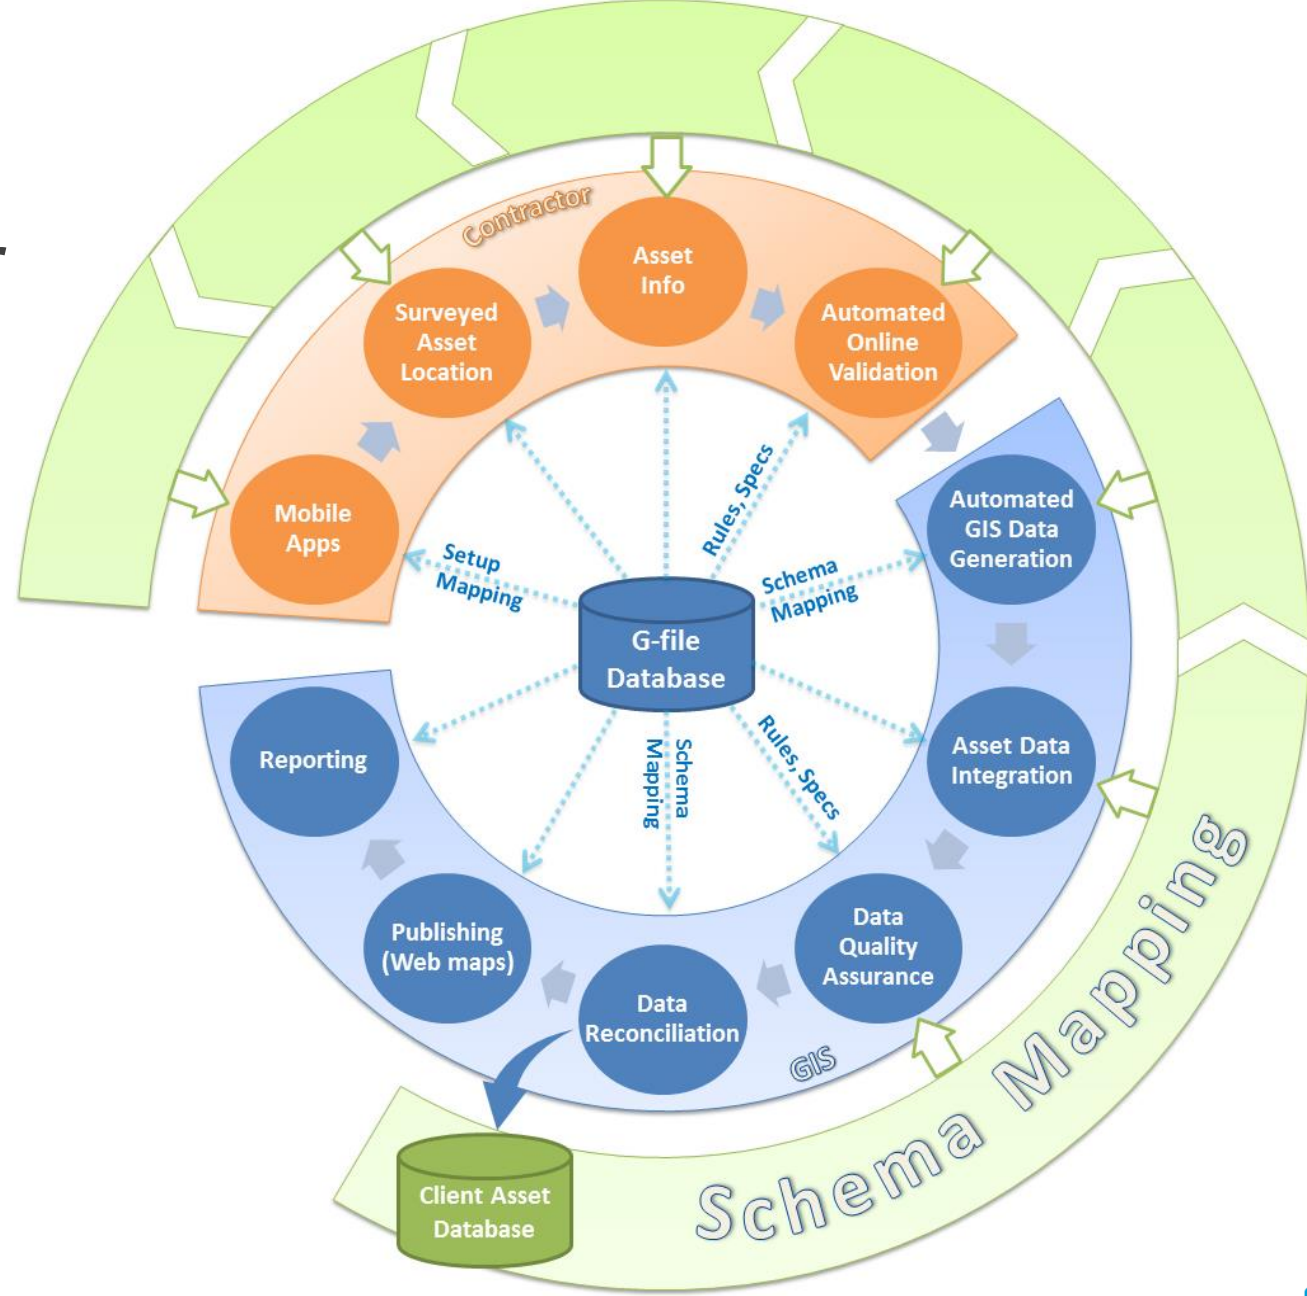 Contractor
Asset
Info
Surveyed
Asset
Location
Automated
Online
Validation
Mobile
Apps
Automated
GIS Data
Generation
Setup
Mapping
Rules, Specs
Schema
Mapping
G-file
Database
Reporting
Asset Data
Integration
Schema
Mapping
Rules, Specs
Publishing
(Web maps)
Data
Quality
Assurance
Data
Reconciliation
GIS
Client Asset
Database
Schema Mapping